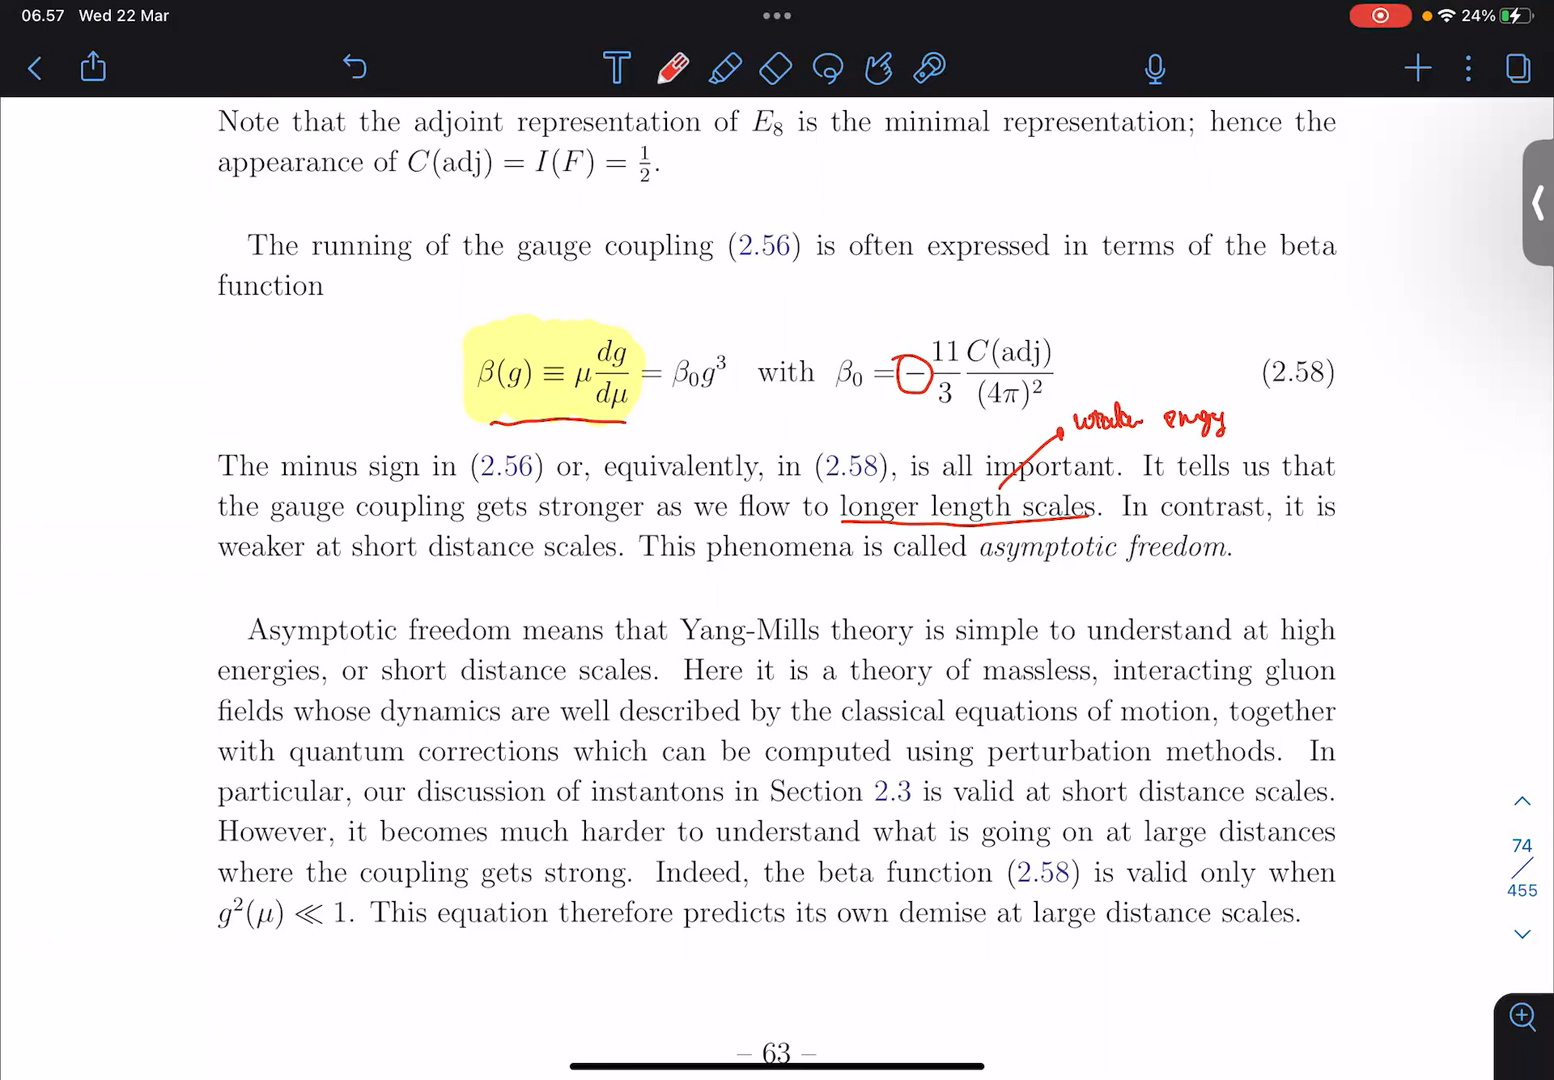 06.57 Wed 22 Mar
24%
Note that the adjoint representation of E₈ is the minimal representation; hence the
appearance of C(adj) = I(F) = 1/2.
The running of the gauge coupling (2.56) is often expressed in terms of the beta
function
β(g) ≡ μ dg/dμ = β₀g³ with β₀ = − 11/3 C(adj)/(4π)² (2.58)
weaker
The minus sign in (2.56) or, equivalently, in (2.58), is all important. It tells us that
the gauge coupling gets stronger as we flow to longer length scales. In contrast, it is
weaker at short distance scales. This phenomena is called asymptotic freedom.
Asymptotic freedom means that Yang-Mills theory is simple to understand at high
energies, or short distance scales. Here it is a theory of massless, interacting gluon
fields whose dynamics are well described by the classical equations of motion, together
with quantum corrections which can be computed using perturbation methods. In
particular, our discussion of instantons in Section 2.3 is valid at short distance scales.
However, it becomes much harder to understand what is going on at large distances
where the coupling gets strong. Indeed, the beta function (2.58) is valid only when
g²(μ) ≪ 1. This equation therefore predicts its own demise at large distance scales.
74
455
– 63 –